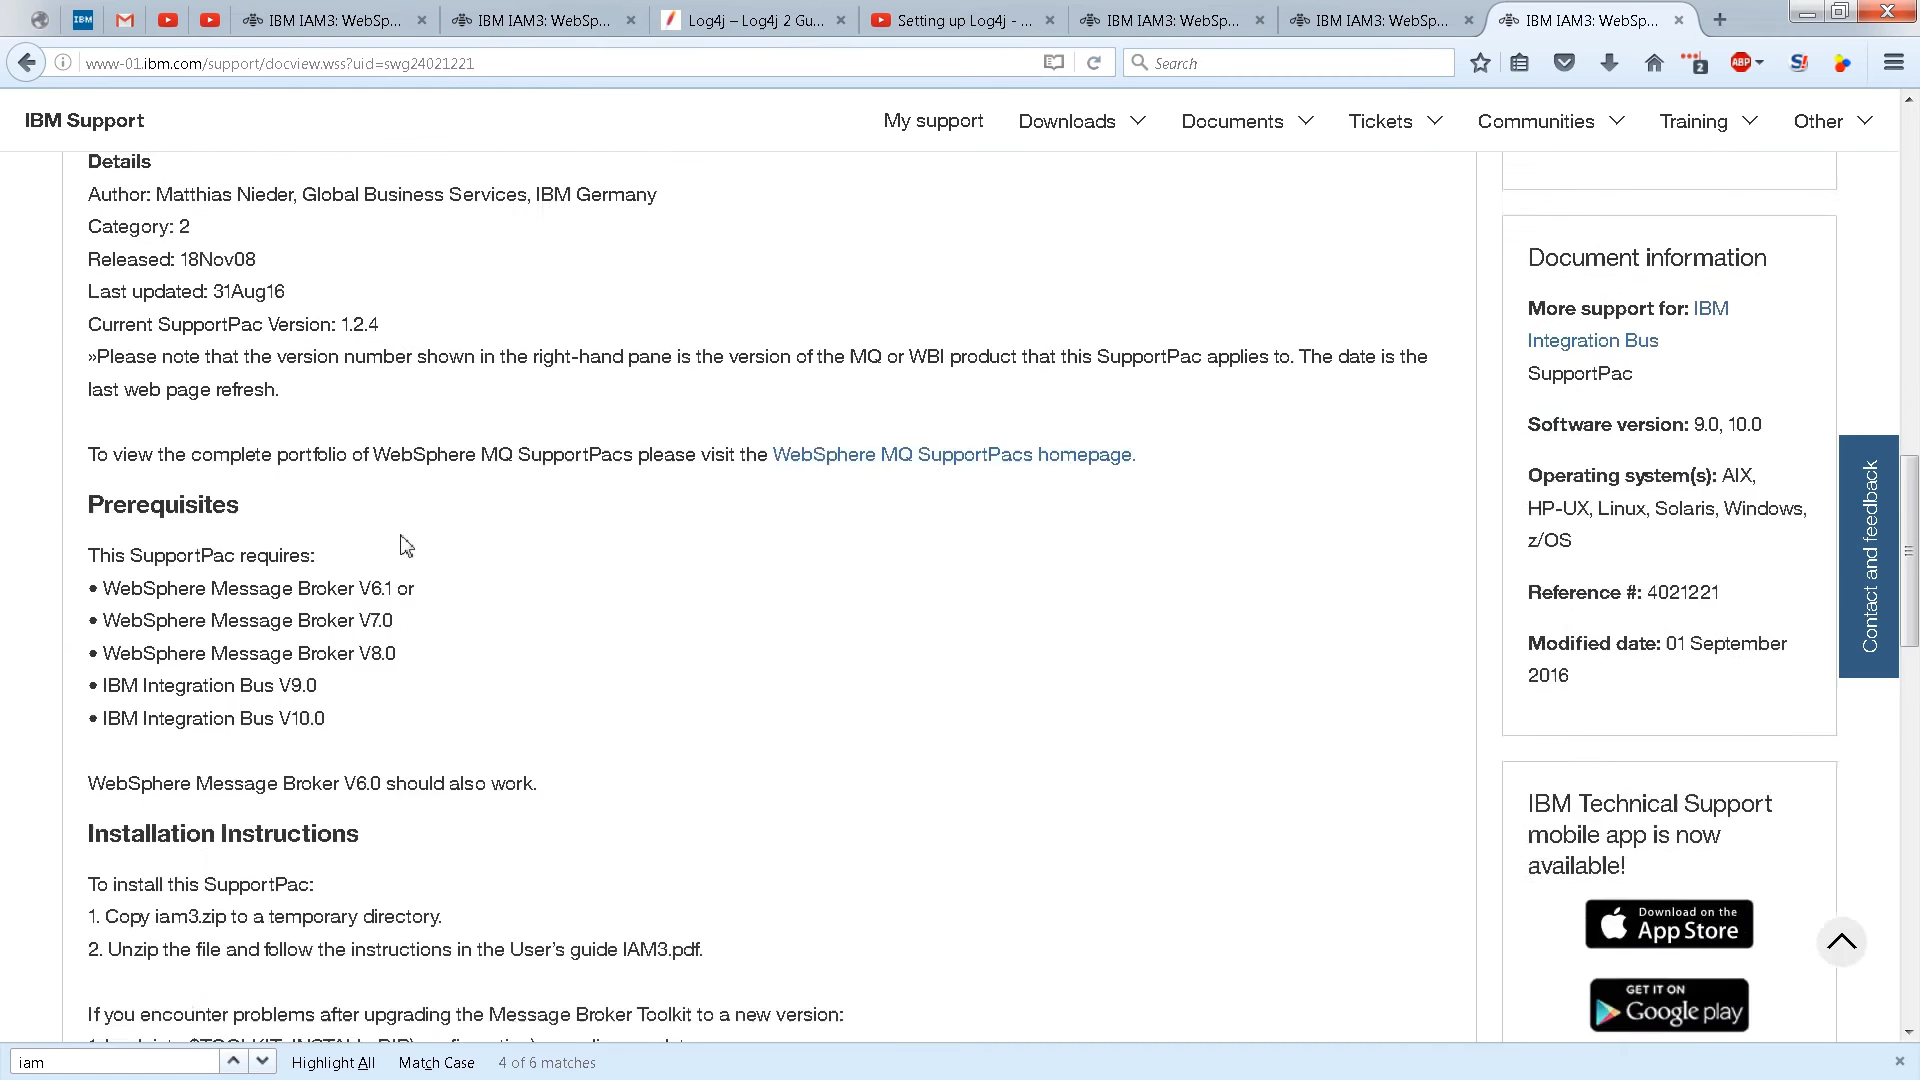 IBM
IBM IAM3: WebSp...
IBM IAM3: WebSp...
Log4j – Log4j 2 Gu...
Setting up Log4j - ...
IBM IAM3: WebSp...
IBM IAM3: WebSp...
IBM IAM3: WebSp...
www-01.ibm.com/support/docview.wss?uid=swg24021221
Search
2
ABP
S!
IBM Support
My support
Downloads
Documents
Tickets
Communities
Training
Other
Details
Author: Matthias Nieder, Global Business Services, IBM Germany
Category: 2
Released: 18Nov08
Last updated: 31Aug16
Current SupportPac Version: 1.2.4
»Please note that the version number shown in the right-hand pane is the version of the MQ or WBI product that this SupportPac applies to. The date is the
last web page refresh.
To view the complete portfolio of WebSphere MQ SupportPacs please visit the WebSphere MQ SupportPacs homepage.
Prerequisites
This SupportPac requires:
• WebSphere Message Broker V6.1 or
• WebSphere Message Broker V7.0
• WebSphere Message Broker V8.0
• IBM Integration Bus V9.0
• IBM Integration Bus V10.0
WebSphere Message Broker V6.0 should also work.
Installation Instructions
To install this SupportPac:
1. Copy iam3.zip to a temporary directory.
2. Unzip the file and follow the instructions in the User's guide IAM3.pdf.
If you encounter problems after upgrading the Message Broker Toolkit to a new version:
Document information
More support for: IBM
Integration Bus
SupportPac
Software version: 9.0, 10.0
Operating system(s): AIX,
HP-UX, Linux, Solaris, Windows,
z/OS
Reference #: 4021221
Modified date: 01 September
2016
Contact and feedback
IBM Technical Support
mobile app is now
available!
Download on the
App Store
GET IT ON
Google play
iam
Highlight All
Match Case
4 of 6 matches